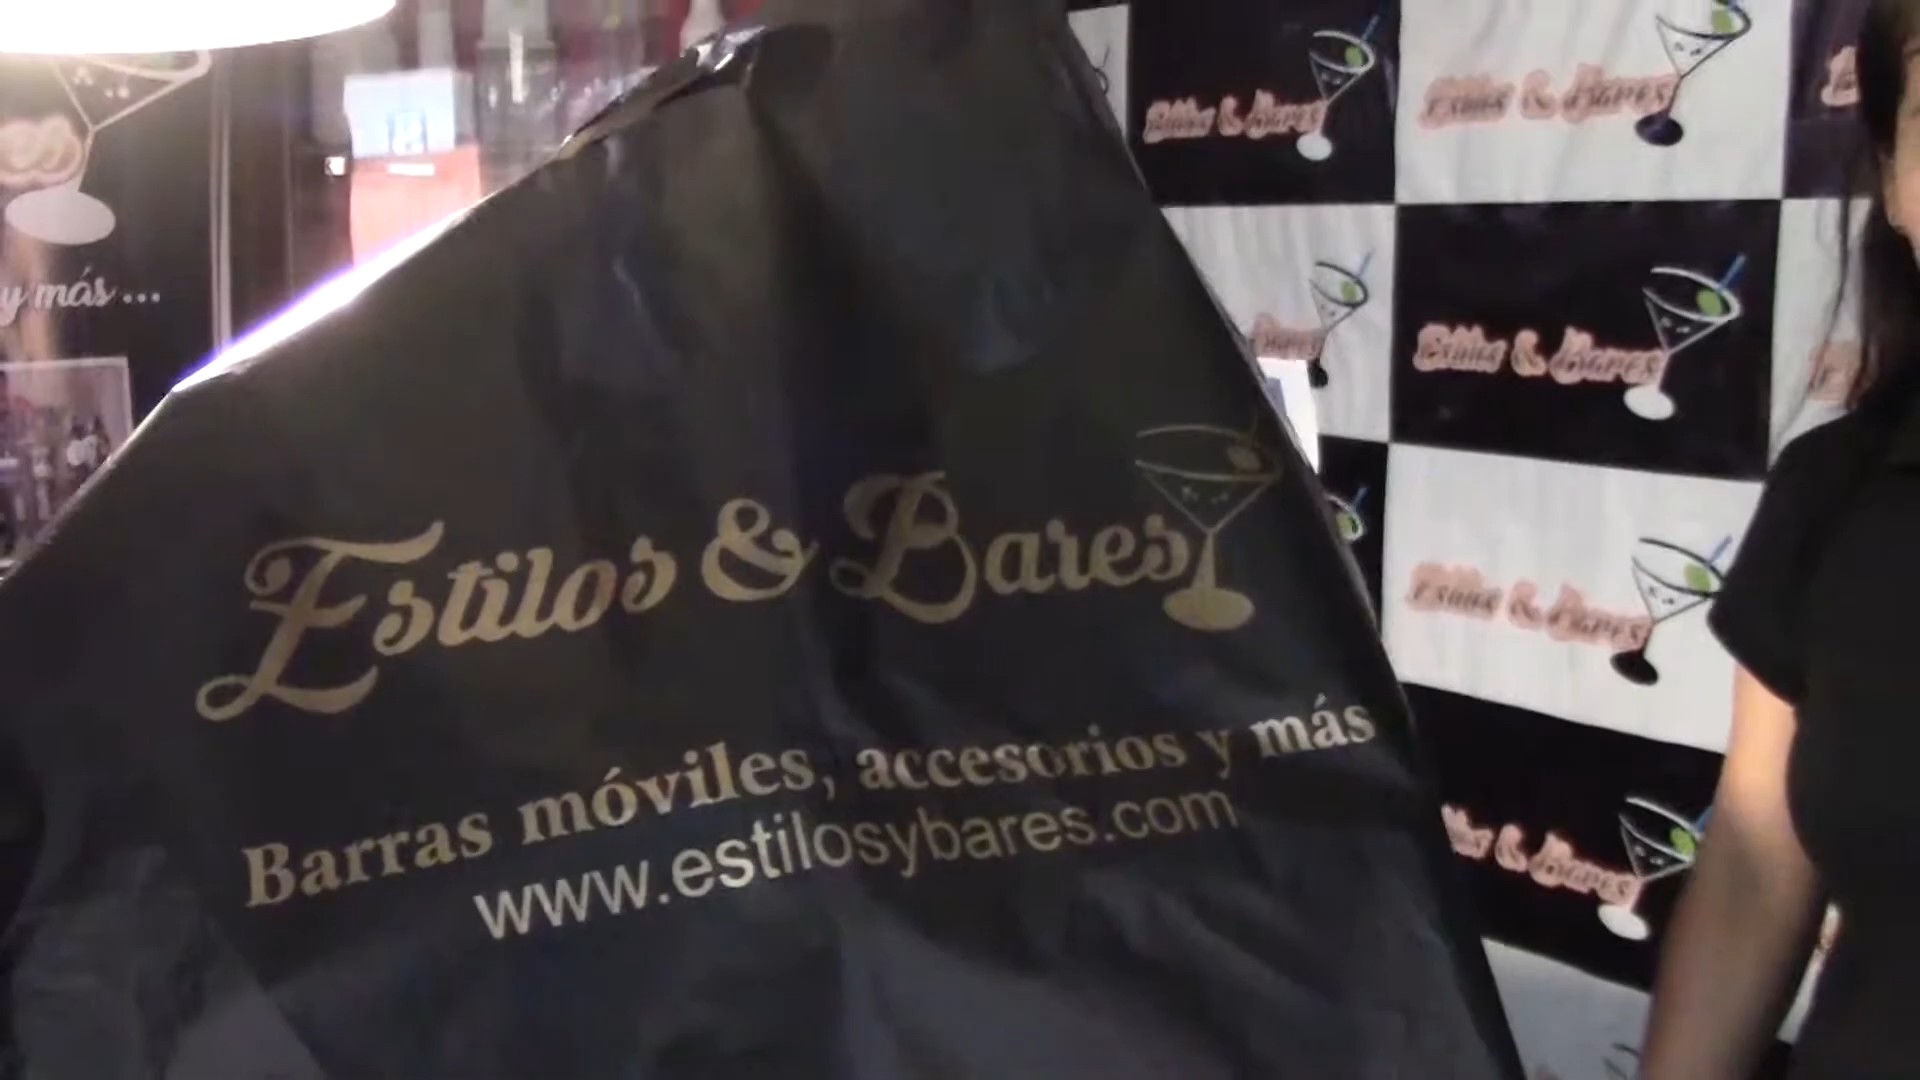 y más ...
Estilos & Bares
Barras móviles, accesorios y más
www.estilosybares.com
Estilos & Bares
Estilos & Bares
Bares
Estilos & Bares
Estilos & Bares
& Bares